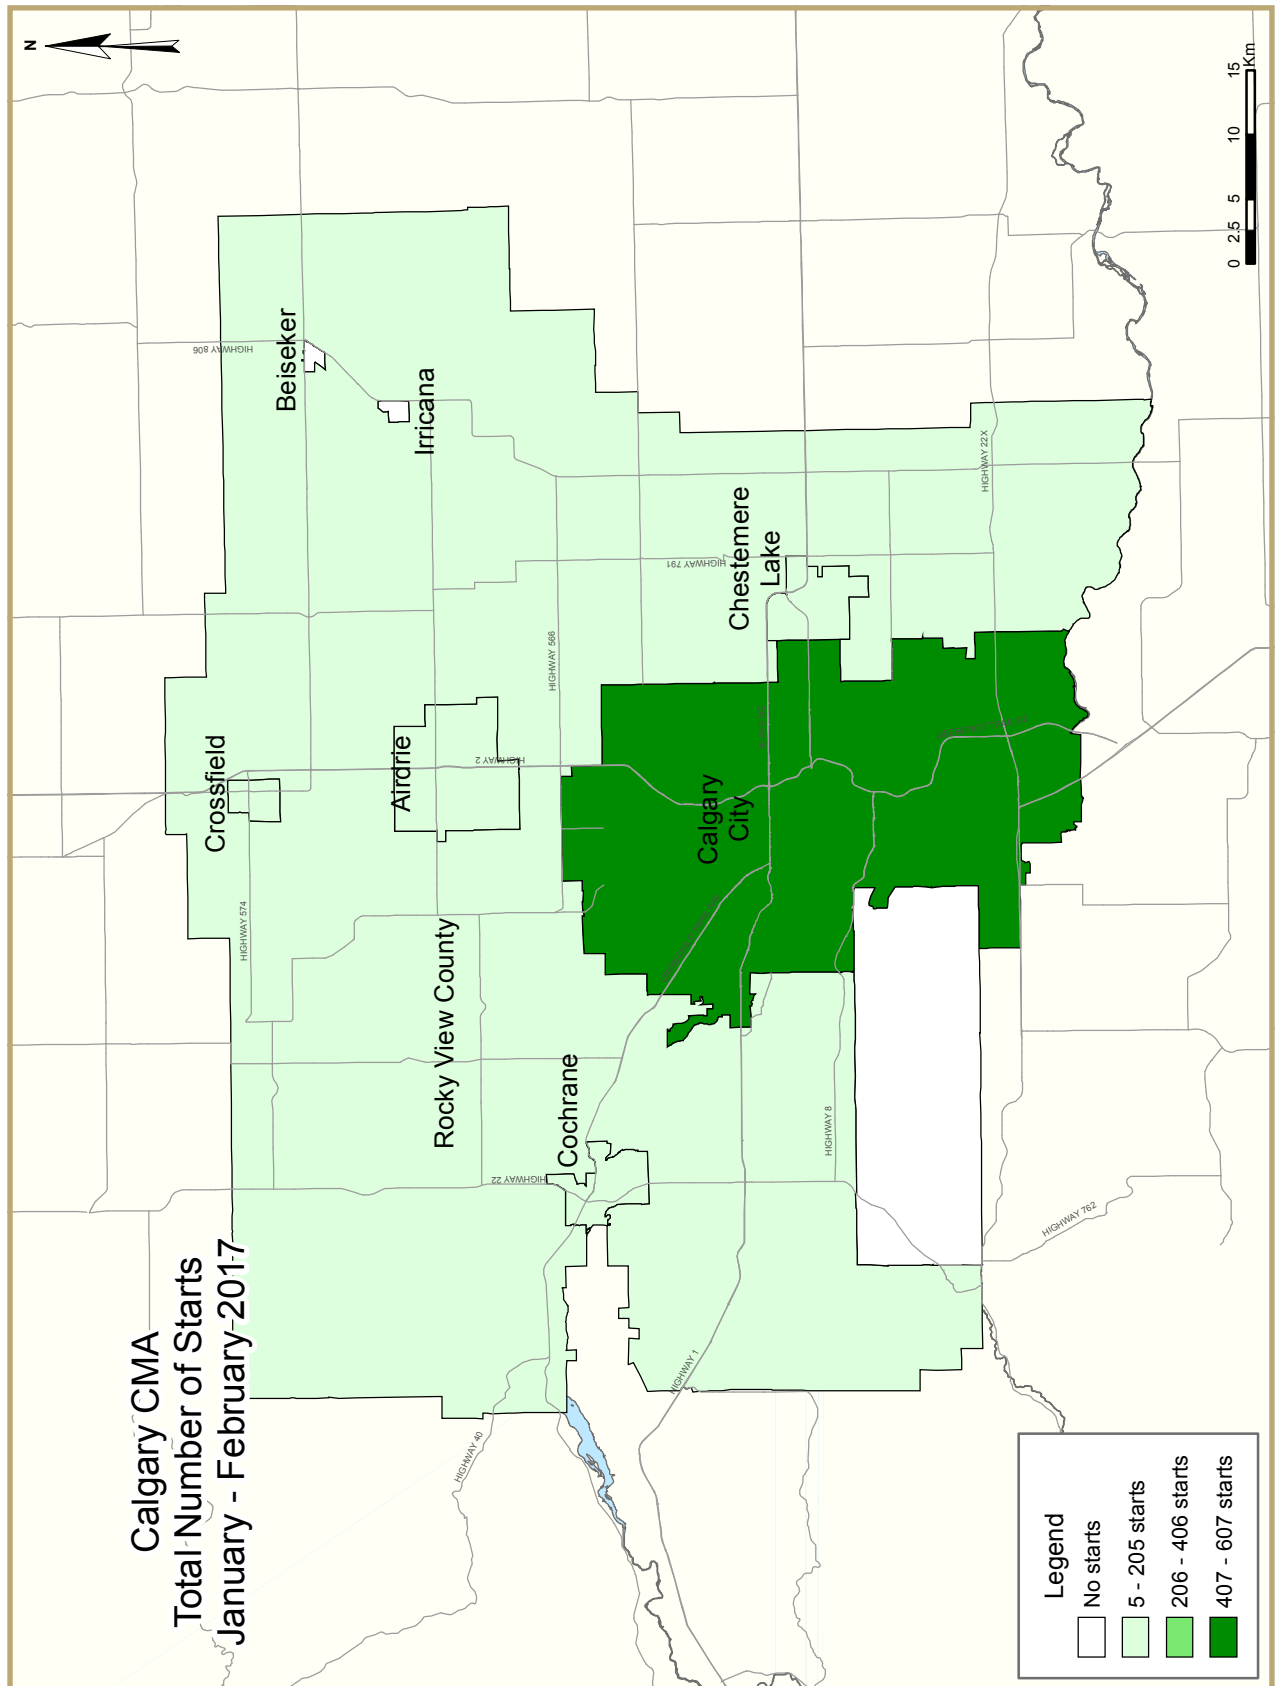 Calgary CMA
Total Number of Starts
January - February 2017
N
Crossfield
Beiseker
Irricana
Airdrie
Rocky View County
Cochrane
Calgary
City
Chestemere
Lake
HIGHWAY 806
HIGHWAY 574
HIGHWAY 2
HIGHWAY 566
HIGHWAY 791
HIGHWAY 22
HIGHWAY 22X
HIGHWAY 8
HIGHWAY 1
HIGHWAY 40
HIGHWAY 762
Legend
No starts
5 - 205 starts
206 - 406 starts
407 - 607 starts
0 2.5 5 10 15
Km